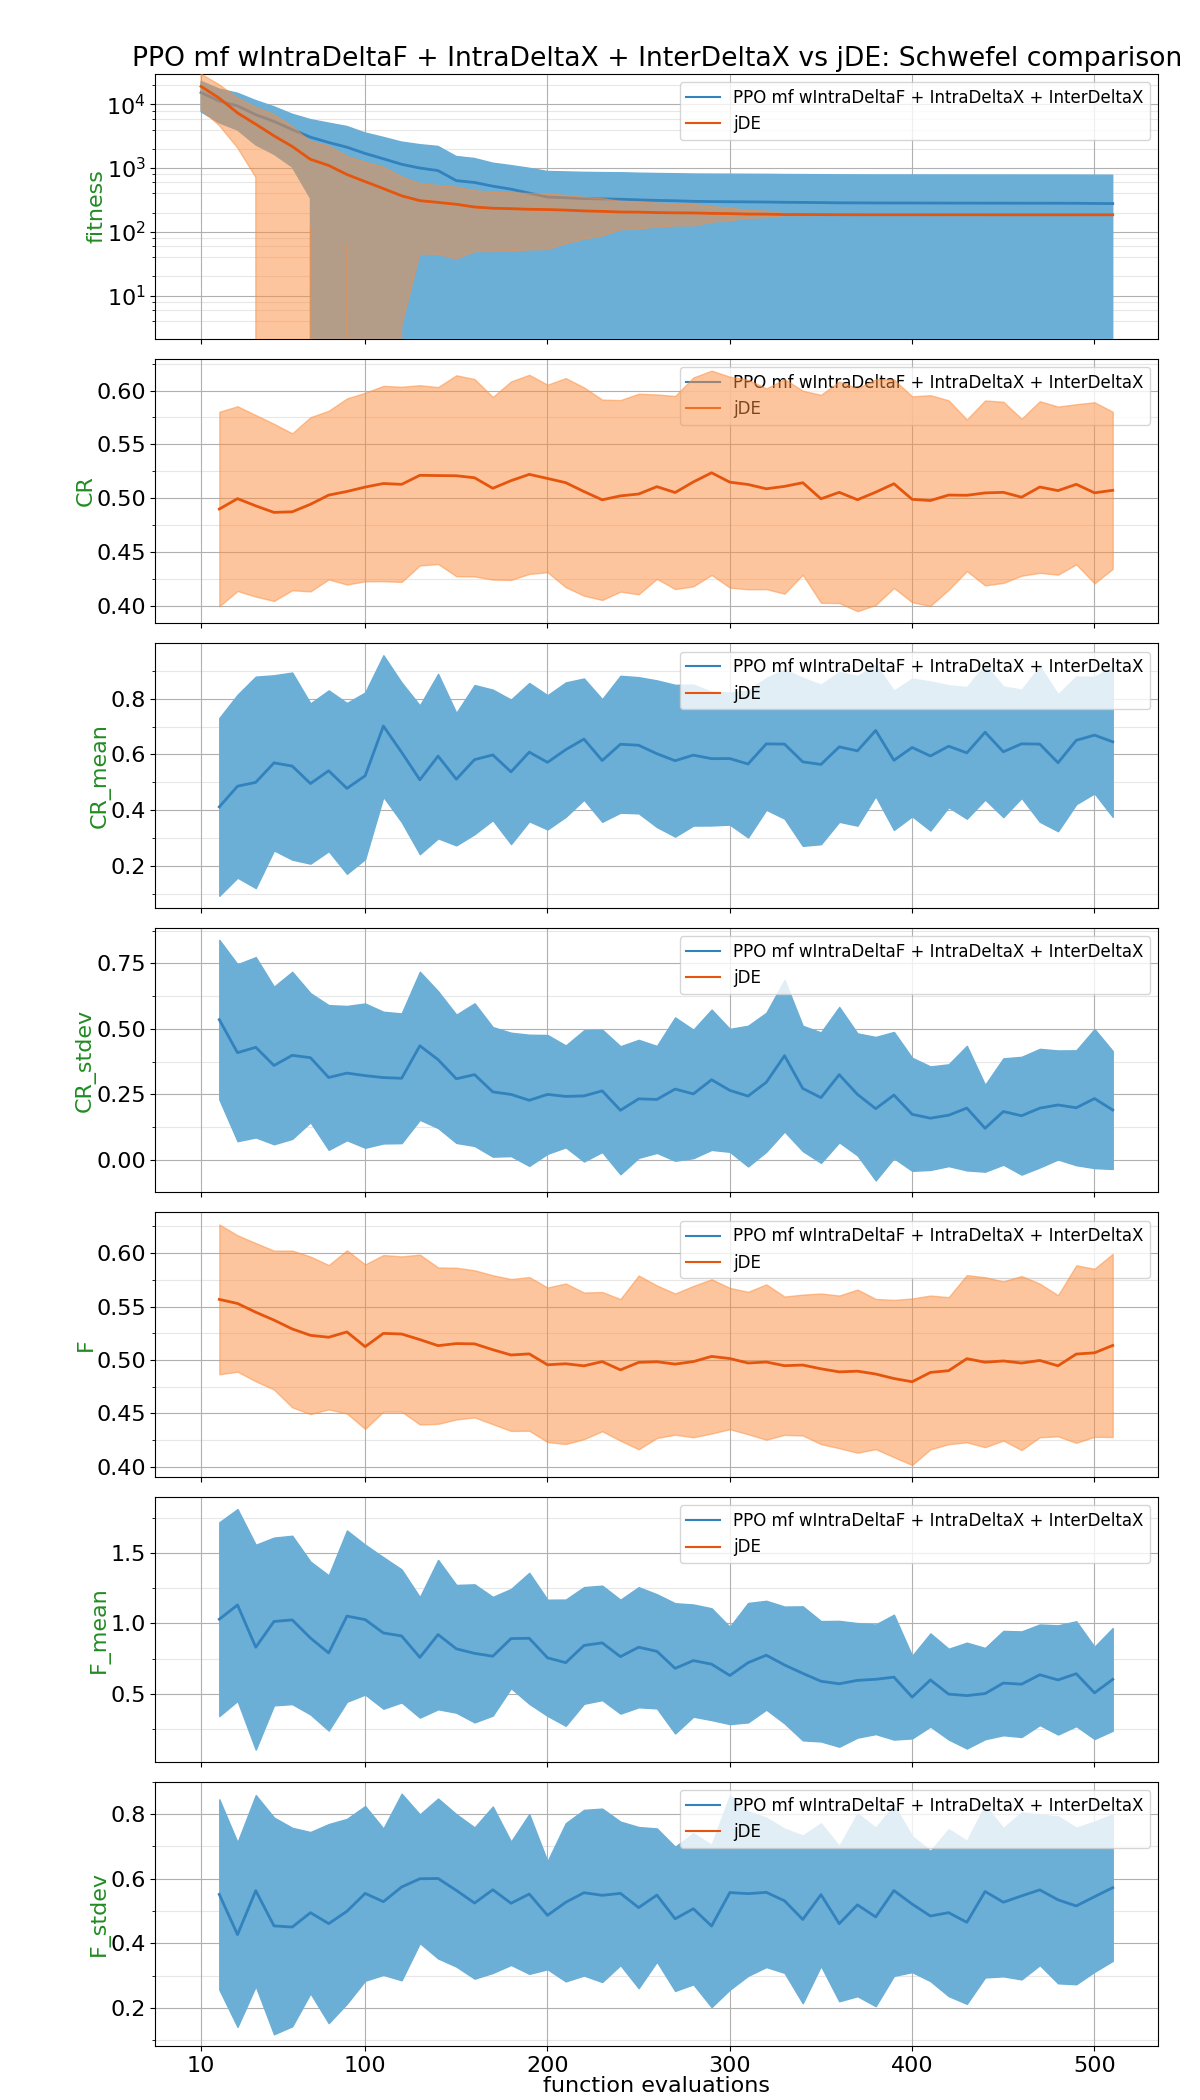 PPO mf wIntraDeltaF + IntraDeltaX + InterDeltaX vs jDE: Schwefel comparison
PPO mf wIntraDeltaF + IntraDeltaX + InterDeltaX
jDE
fitness
10^4
10^3
10^2
10^1
PPO mf wIntraDeltaF + IntraDeltaX + InterDeltaX
jDE
CR
0.60
0.55
0.50
0.45
0.40
PPO mf wIntraDeltaF + IntraDeltaX + InterDeltaX
jDE
CR_mean
0.8
0.6
0.4
0.2
PPO mf wIntraDeltaF + IntraDeltaX + InterDeltaX
jDE
CR_stdev
0.75
0.50
0.25
0.00
PPO mf wIntraDeltaF + IntraDeltaX + InterDeltaX
jDE
F
0.60
0.55
0.50
0.45
0.40
PPO mf wIntraDeltaF + IntraDeltaX + InterDeltaX
jDE
F_mean
1.5
1.0
0.5
PPO mf wIntraDeltaF + IntraDeltaX + InterDeltaX
jDE
F_stdev
0.8
0.6
0.4
0.2
10 100 200 300 400 500
function evaluations